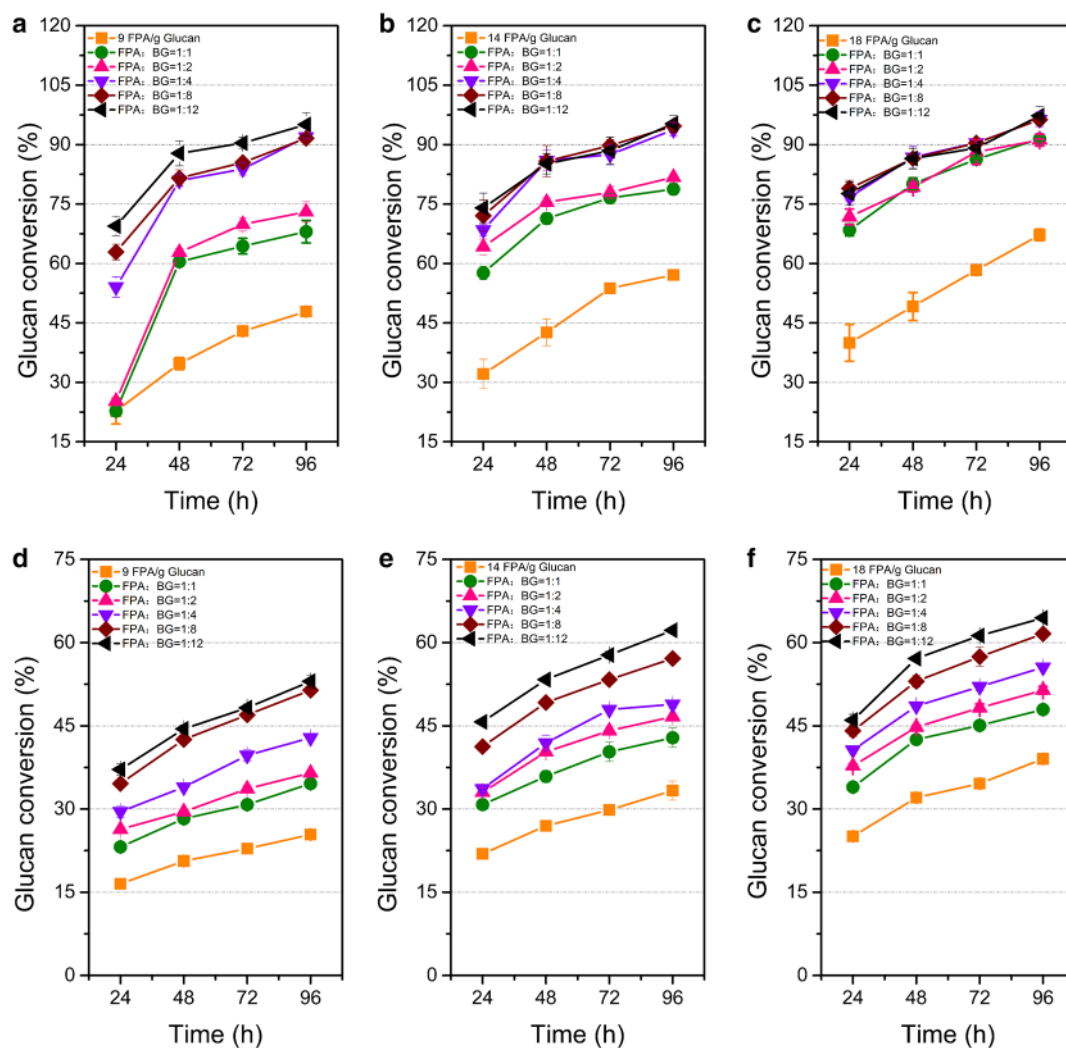 a
120
105
90
75
60
45
30
15
Glucan conversion (%)
9 FPA/g Glucan
FPA：BG=1:1
FPA：BG=1:2
FPA：BG=1:4
FPA：BG=1:8
FPA：BG=1:12
24 48 72 96
Time (h)
b
120
105
90
75
60
45
30
15
Glucan conversion (%)
14 FPA/g Glucan
FPA：BG=1:1
FPA：BG=1:2
FPA：BG=1:4
FPA：BG=1:8
FPA：BG=1:12
24 48 72 96
Time (h)
c
120
105
90
75
60
45
30
15
Glucan conversion (%)
18 FPA/g Glucan
FPA：BG=1:1
FPA：BG=1:2
FPA：BG=1:4
FPA：BG=1:8
FPA：BG=1:12
24 48 72 96
Time (h)
d
75
60
45
30
15
0
Glucan conversion (%)
9 FPA/g Glucan
FPA：BG=1:1
FPA：BG=1:2
FPA：BG=1:4
FPA：BG=1:8
FPA：BG=1:12
24 48 72 96
Time (h)
e
75
60
45
30
15
0
Glucan conversion (%)
14 FPA/g Glucan
FPA：BG=1:1
FPA：BG=1:2
FPA：BG=1:4
FPA：BG=1:8
FPA：BG=1:12
24 48 72 96
Time (h)
f
75
60
45
30
15
0
Glucan conversion (%)
18 FPA/g Glucan
FPA：BG=1:1
FPA：BG=1:2
FPA：BG=1:4
FPA：BG=1:8
FPA：BG=1:12
24 48 72 96
Time (h)